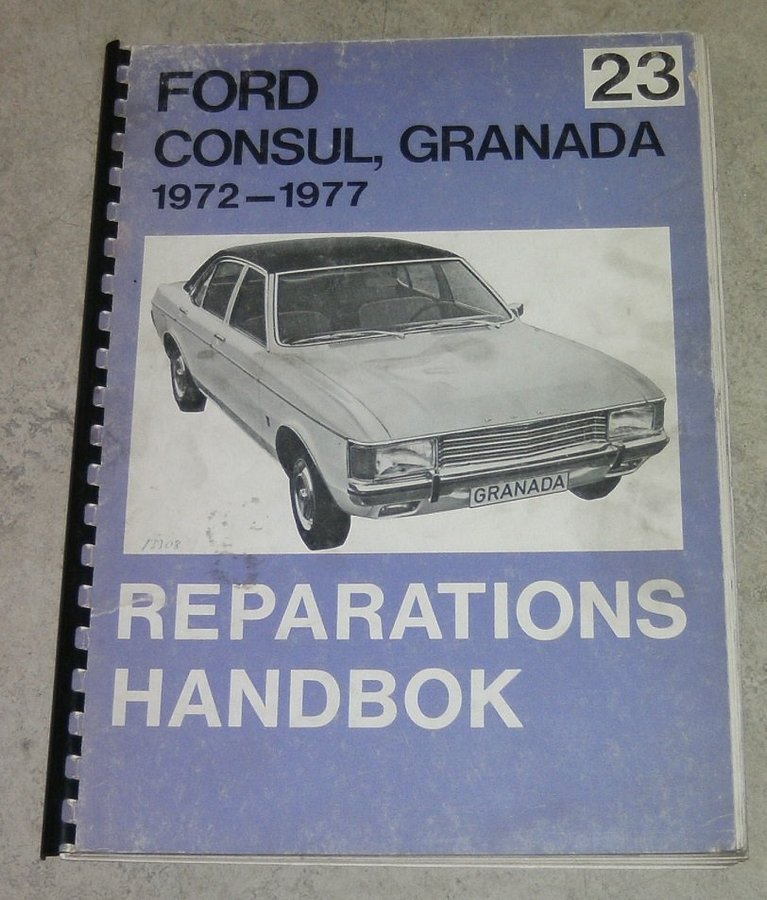 FORD
23
CONSUL, GRANADA
1972—1977
GRANADA
REPARATIONS
HANDBOK